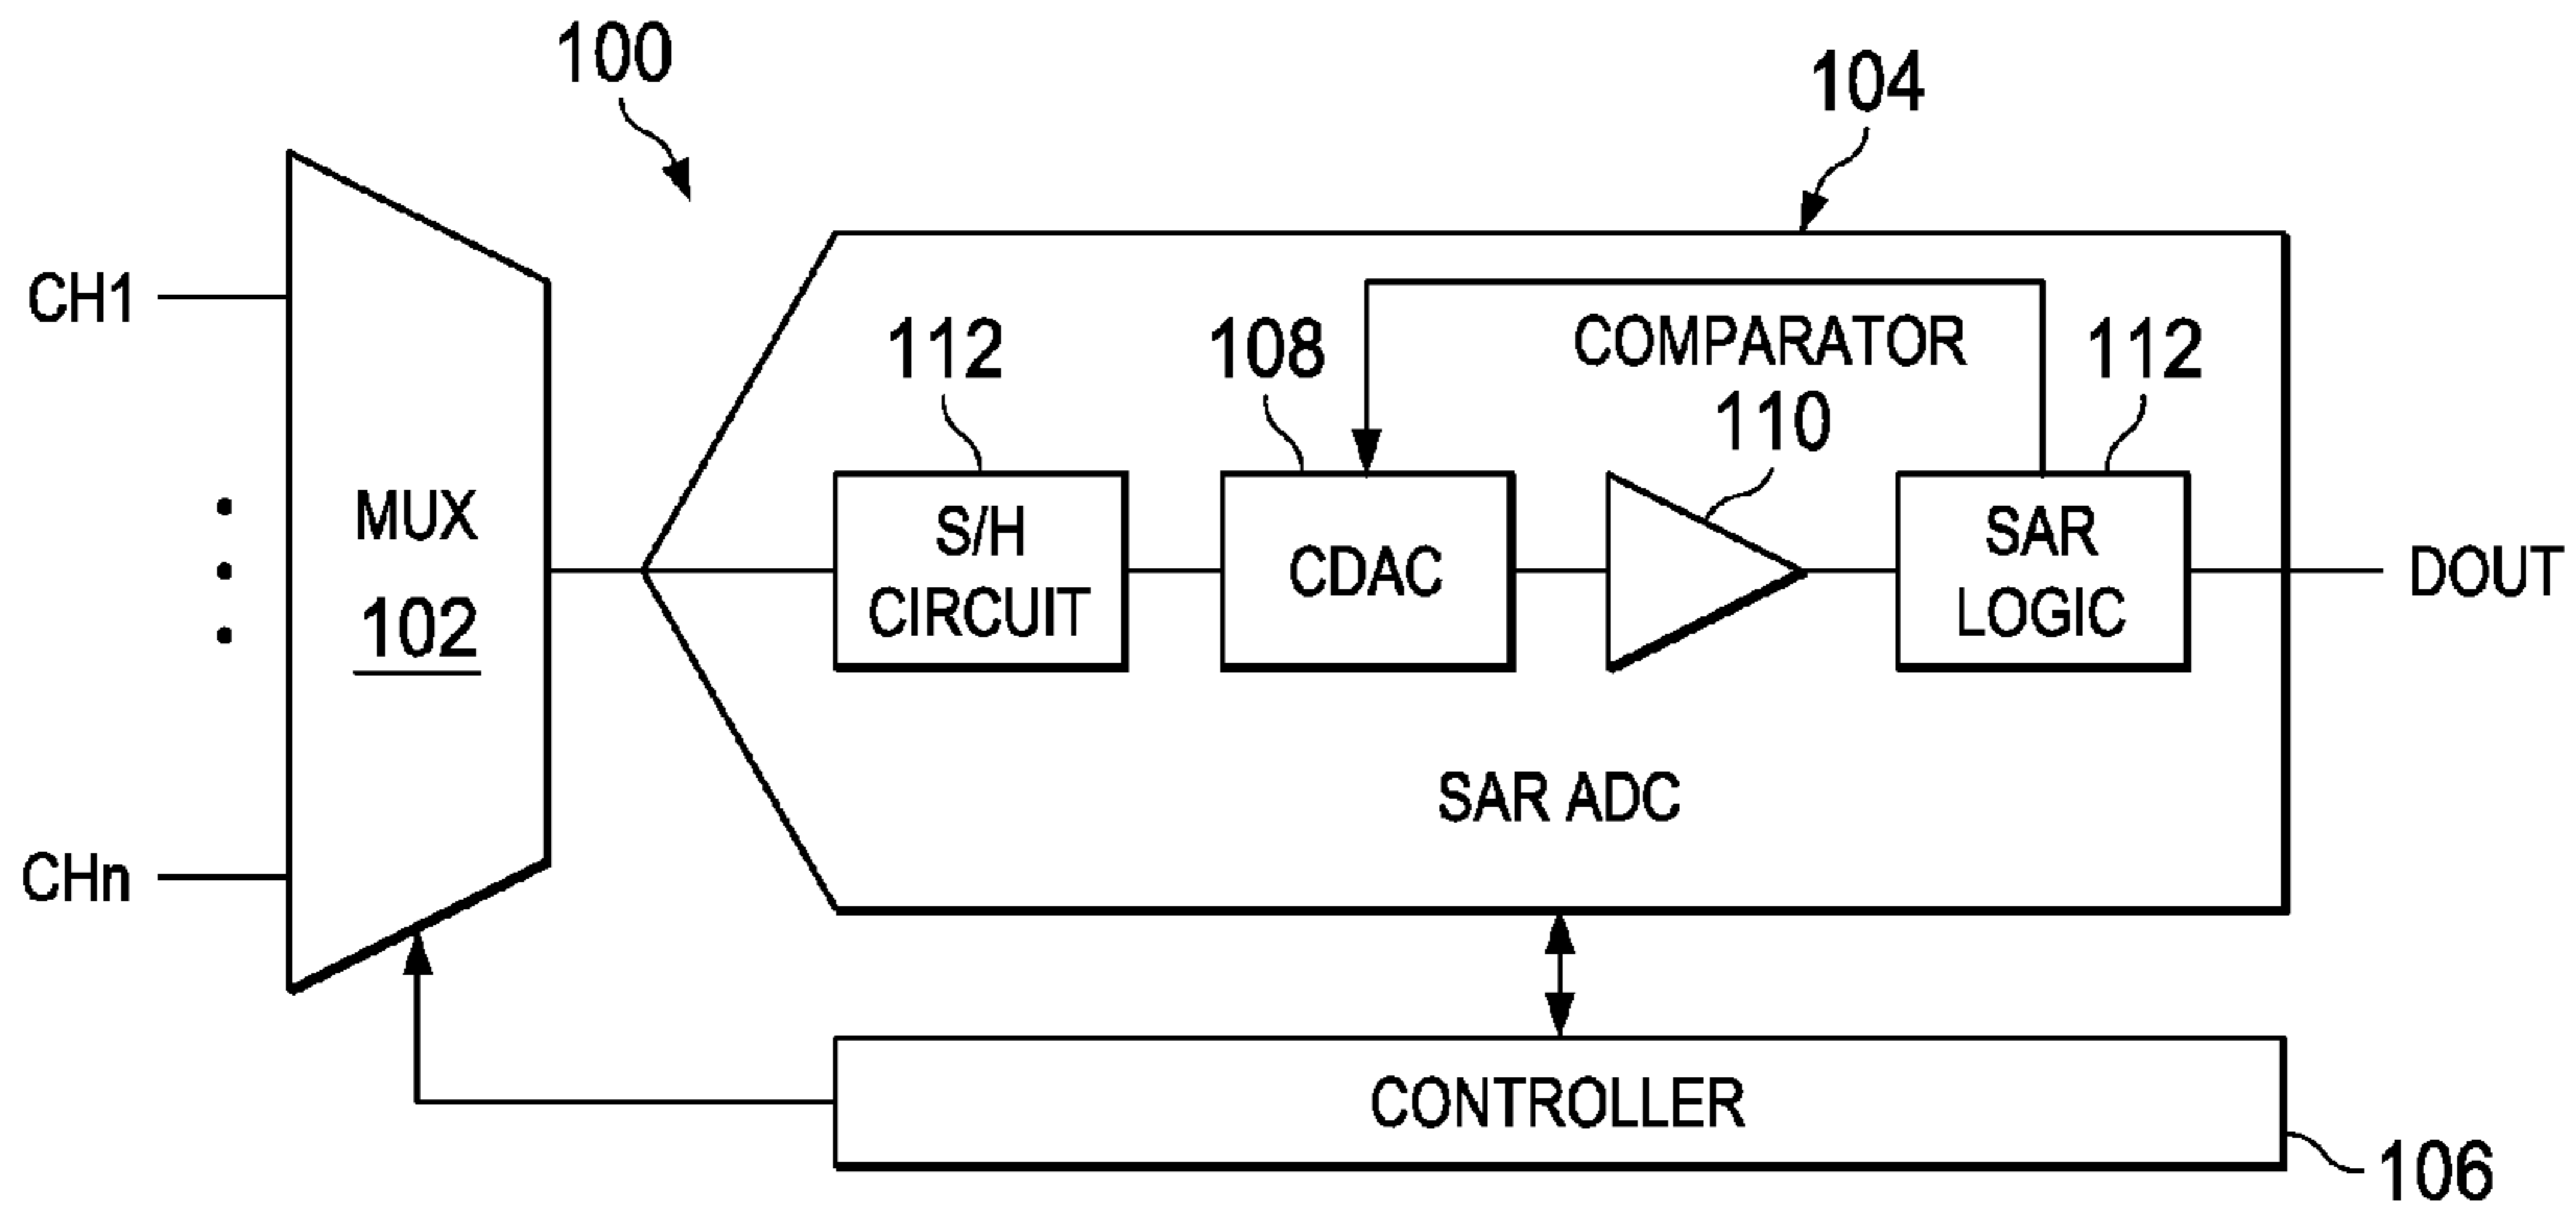 100
104
CH1
112
108
COMPARATOR
112
110
MUX
102
S/H
CIRCUIT
CDAC
SAR
LOGIC
DOUT
SAR ADC
CHn
CONTROLLER
106